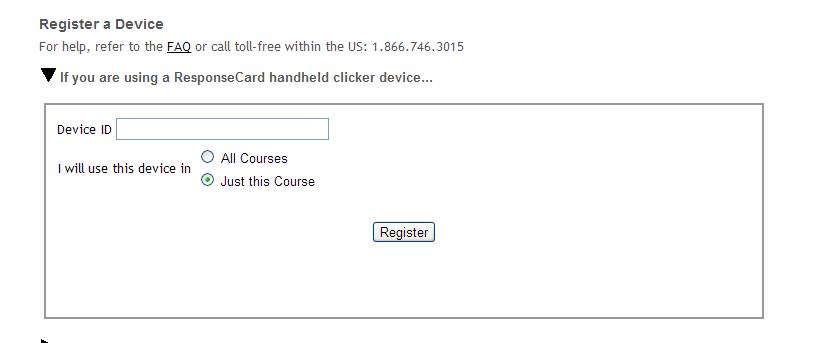 Register a Device
For help, refer to the FAQ or call toll-free within the US: 1.866.746.3015
If you are using a ResponseCard handheld clicker device...
Device ID
I will use this device in
All Courses
Just this Course
Register